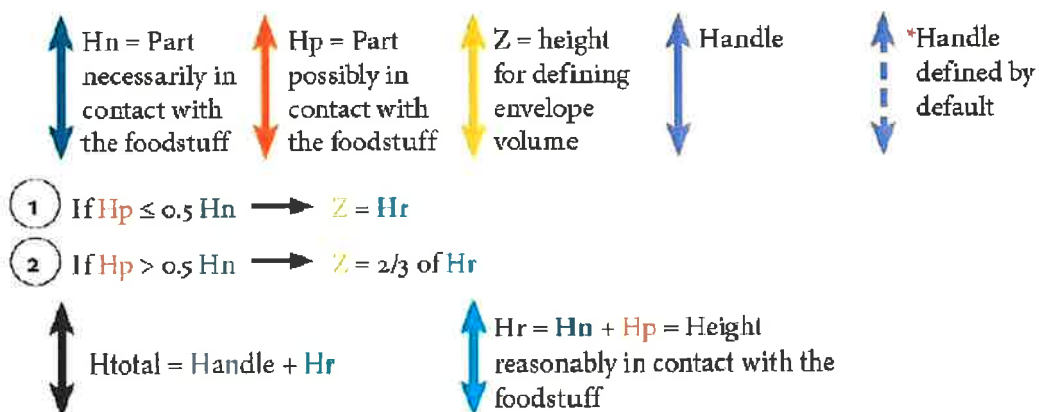 Hn = Part
necessarily in
contact with
the foodstuff
Hp = Part
possibly in
contact with
the foodstuff
Z = height
for defining
envelope
volume
Handle
*Handle
defined by
default
1 If Hp ≤ 0.5 Hn Z = Hr
2 If Hp > 0.5 Hn Z = 2/3 of Hr
Htotal = Handle + Hr
Hr = Hn + Hp = Height
reasonably in contact with the
foodstuff